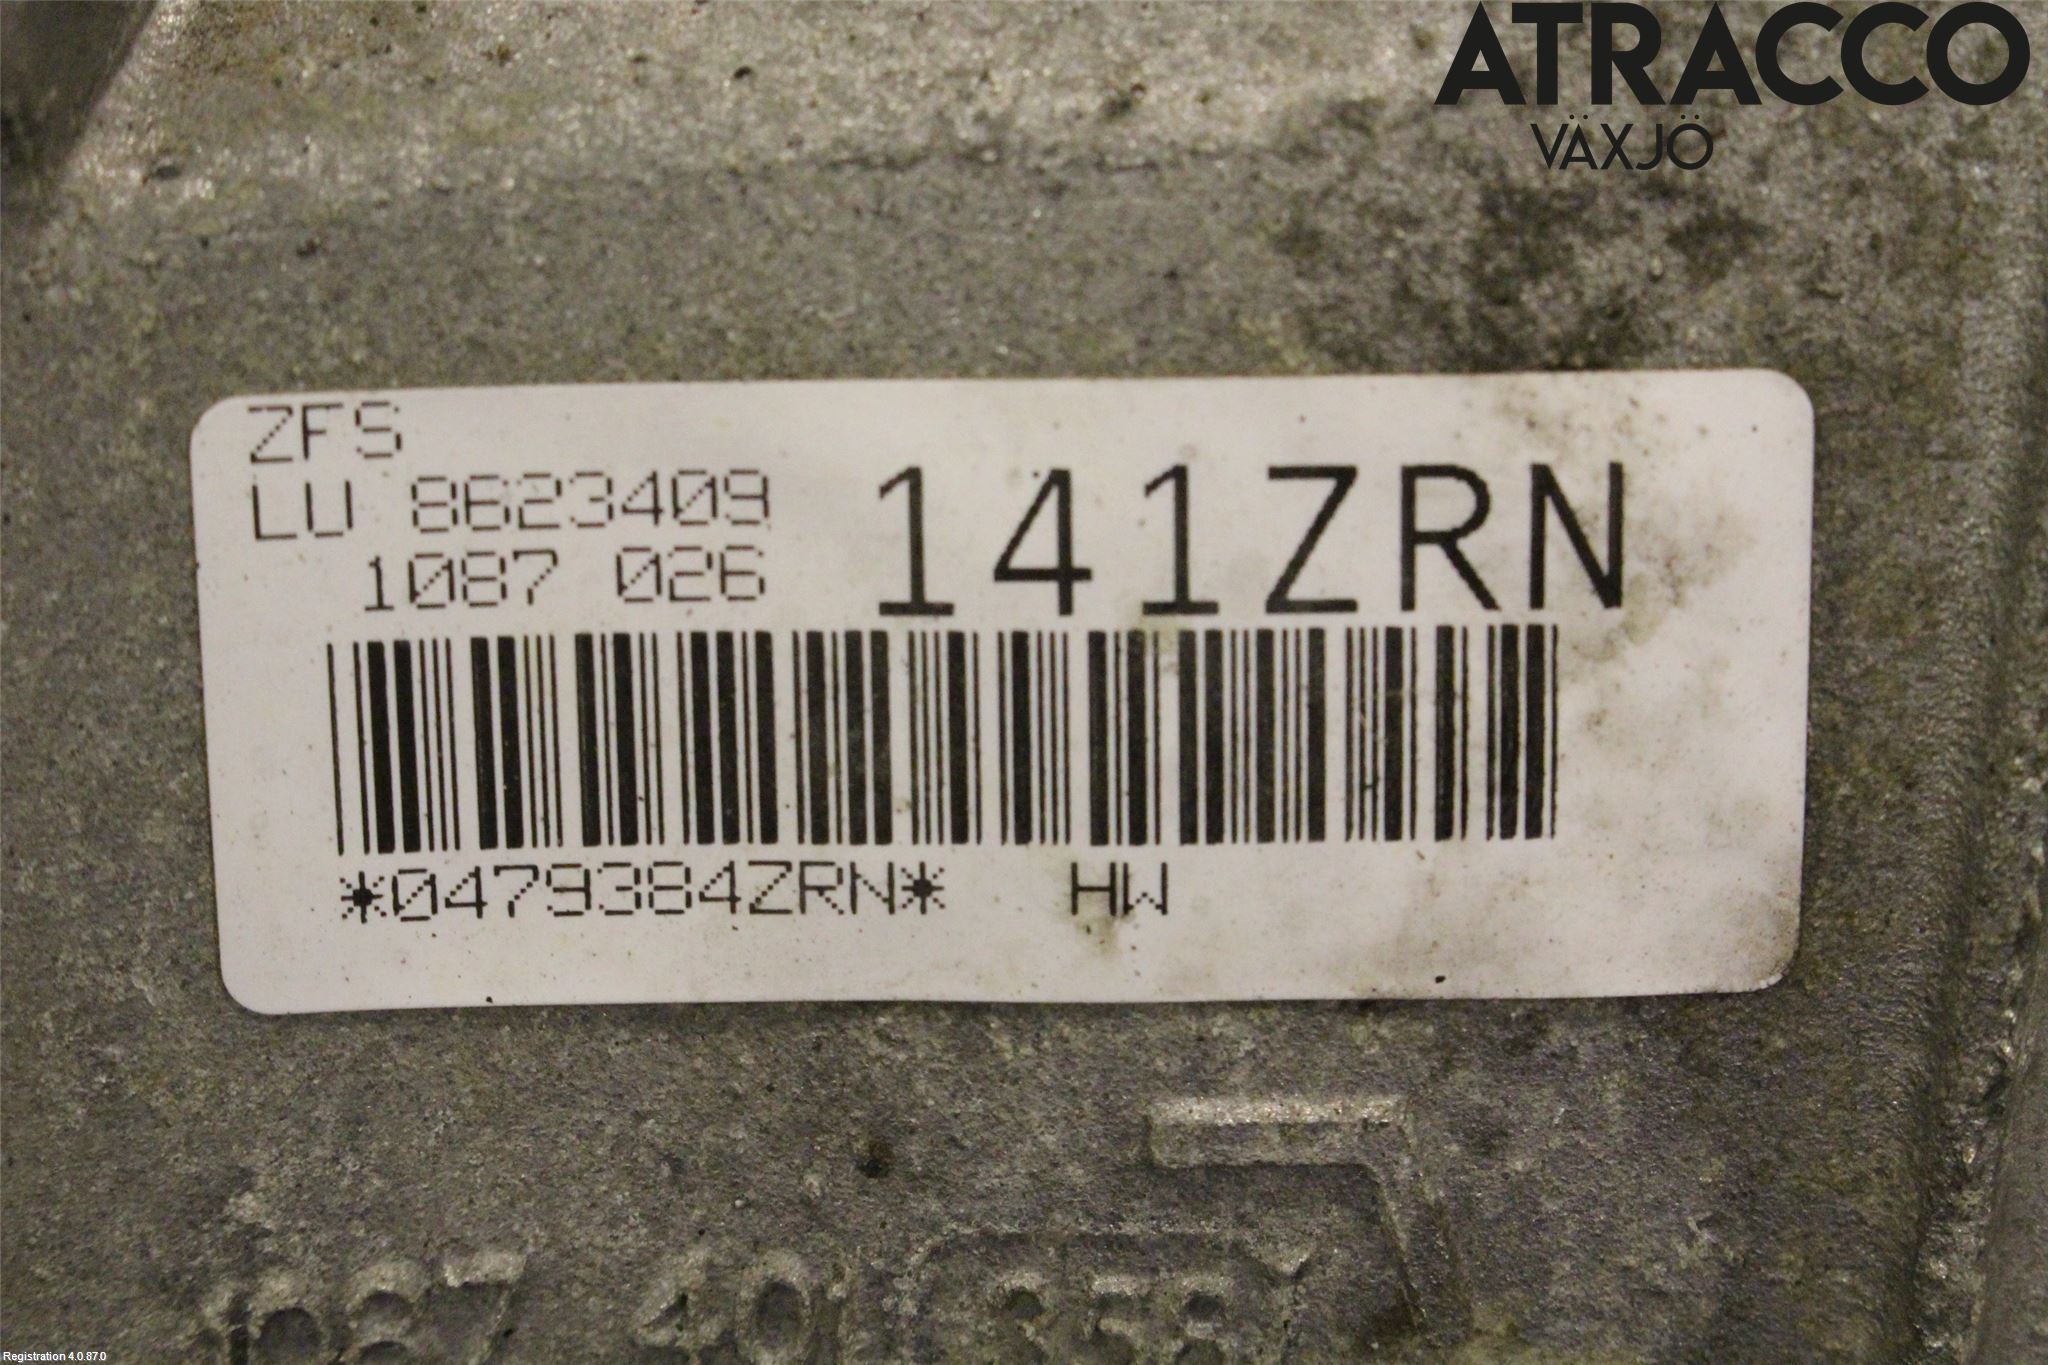 ATRACCO
VÄXJÖ
ZFS
LU 8623409
1087 026
141ZRN
*0479384ZRN* HW
Registration 4.0.87.0